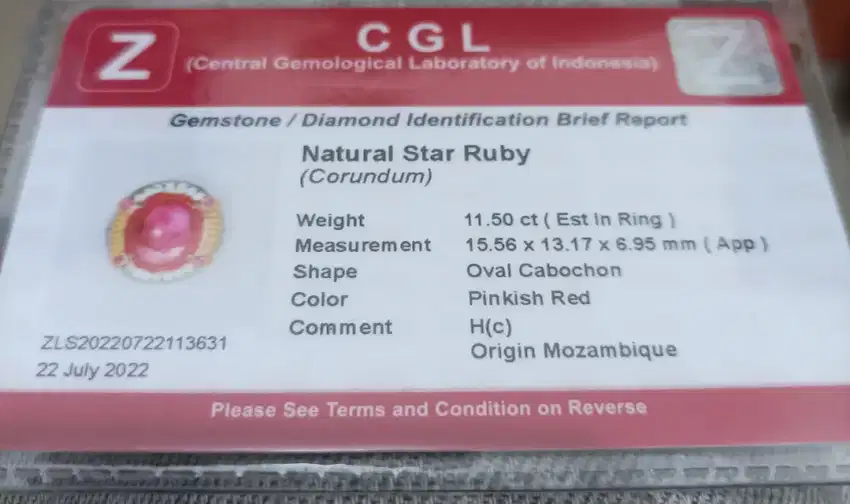 Z
C G L
(Central Gemological Laboratory of Indonesia)
Z
Gemstone / Diamond Identification Brief Report
Natural Star Ruby
(Corundum)
Weight 11.50 ct ( Est In Ring )
Measurement 15.56 x 13.17 x 6.95 mm ( App )
Shape Oval Cabochon
Color Pinkish Red
Comment H(c)
Origin Mozambique
ZLS20220722113631
22 July 2022
Please See Terms and Condition on Reverse